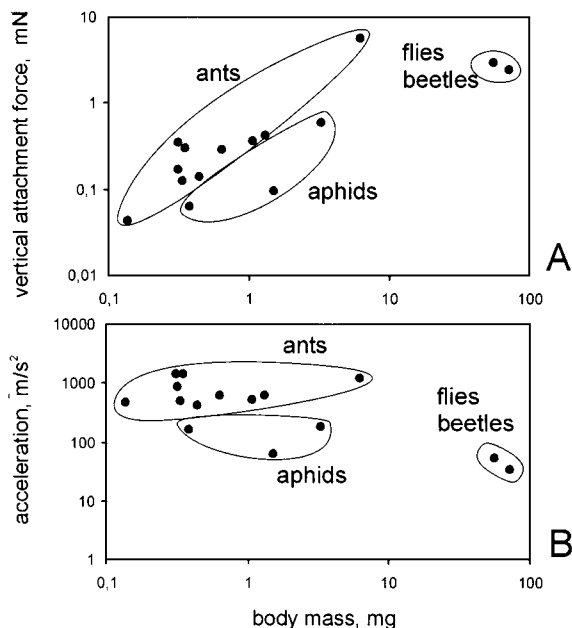 vertical attachment force, mN
10
1
0,1
0,01
0,1
1
10
100
ants
aphids
flies
beetles
A
acceleration, m/s²
10000
1000
100
10
1
0,1
1
10
100
ants
aphids
flies
beetles
B
body mass, mg